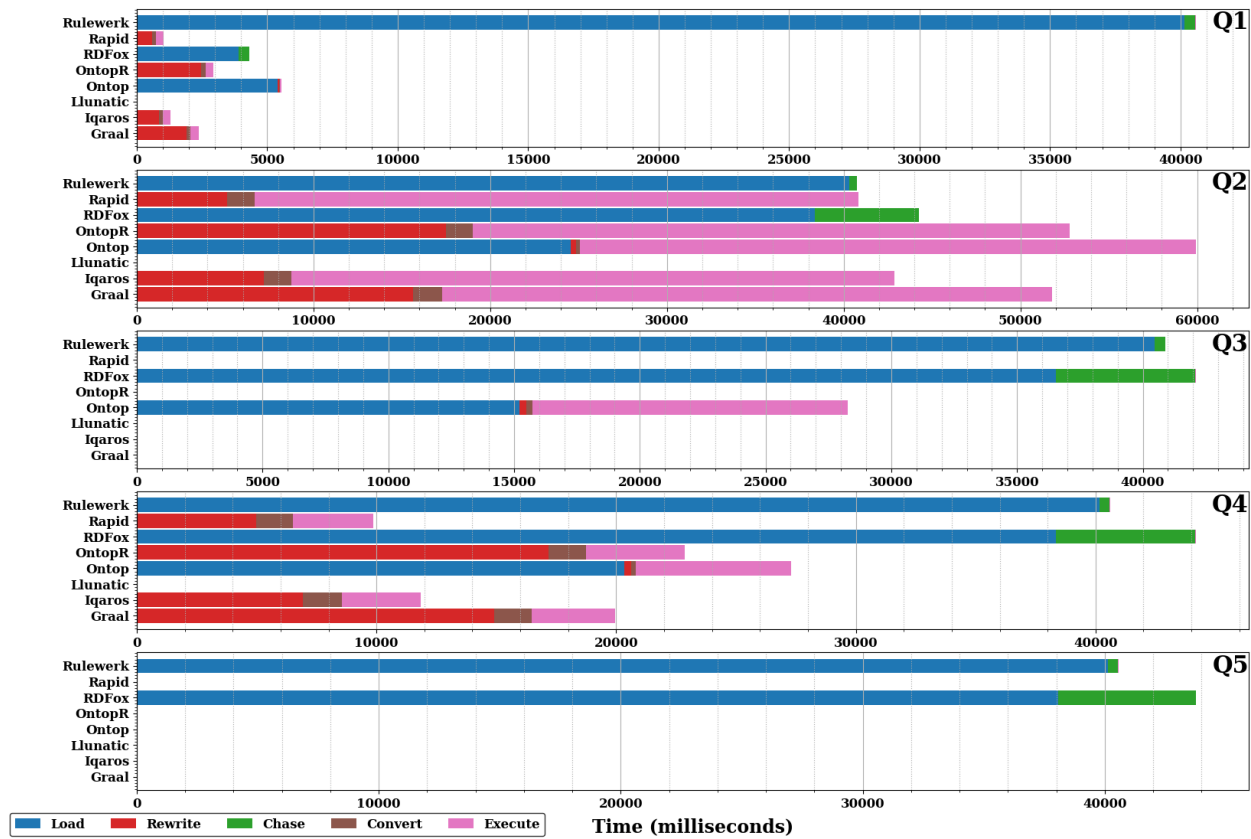 Q1
Rulewerk
Rapid
RDFox
OntopR
Ontop
Llunatic
Iqaros
Graal
0 5000 10000 15000 20000 25000 30000 35000 40000
Q2
Rulewerk
Rapid
RDFox
OntopR
Ontop
Llunatic
Iqaros
Graal
0 10000 20000 30000 40000 50000 60000
Q3
Rulewerk
Rapid
RDFox
OntopR
Ontop
Llunatic
Iqaros
Graal
0 5000 10000 15000 20000 25000 30000 35000 40000
Q4
Rulewerk
Rapid
RDFox
OntopR
Ontop
Llunatic
Iqaros
Graal
0 10000 20000 30000 40000
Q5
Rulewerk
Rapid
RDFox
OntopR
Ontop
Llunatic
Iqaros
Graal
0 10000 20000 30000 40000
Load Rewrite Chase Convert Execute
Time (milliseconds)